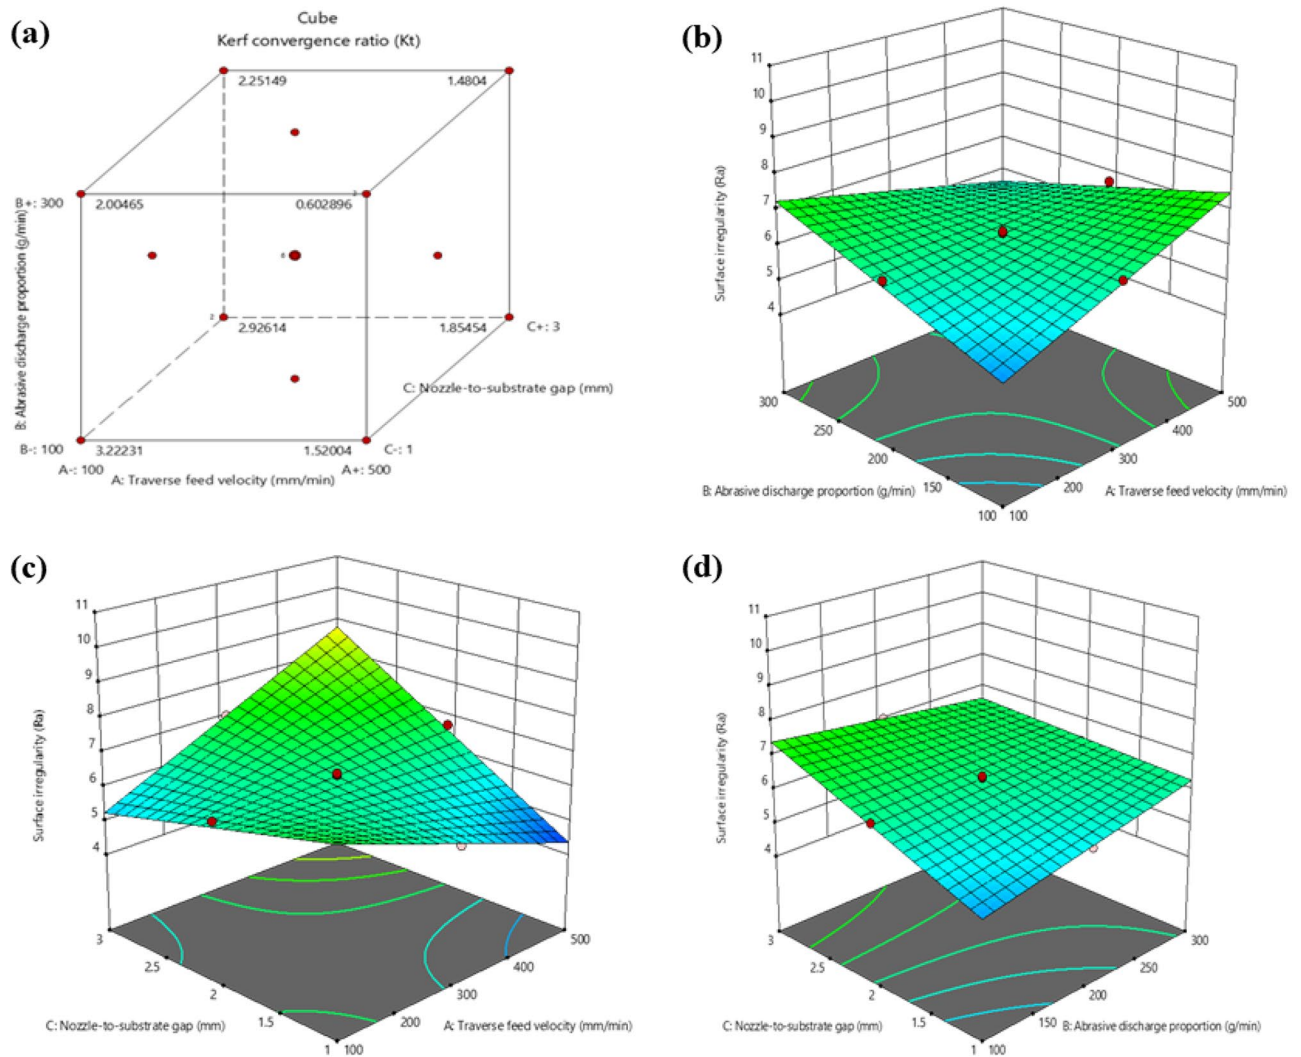 (a)
Cube
Kerf convergence ratio (Kt)
2.25149
1.4804
B+: 300
2.00465
2
0.602896
B: Abrasive discharge proportion (g/min)
6
2
2.92614
1.85454
C+: 3
C: Nozzle-to-substrate gap (mm)
B-: 100
3.22231
1.52004
C-: 1
A-: 100
A+: 500
A: Traverse feed velocity (mm/min)
(b)
11
10
9
8
7
6
5
4
Surface irregularity (Ra)
300
250
200
150
100
100
200
300
400
500
B: Abrasive discharge proportion (g/min)
A: Traverse feed velocity (mm/min)
(c)
11
10
9
8
7
6
5
4
Surface irregularity (Ra)
3
2.5
2
1.5
1
100
200
300
400
500
C: Nozzle-to-substrate gap (mm)
A: Traverse feed velocity (mm/min)
(d)
11
10
9
8
7
6
5
4
Surface irregularity (Ra)
3
2.5
2
1.5
1
100
150
200
250
300
C: Nozzle-to-substrate gap (mm)
B: Abrasive discharge proportion (g/min)